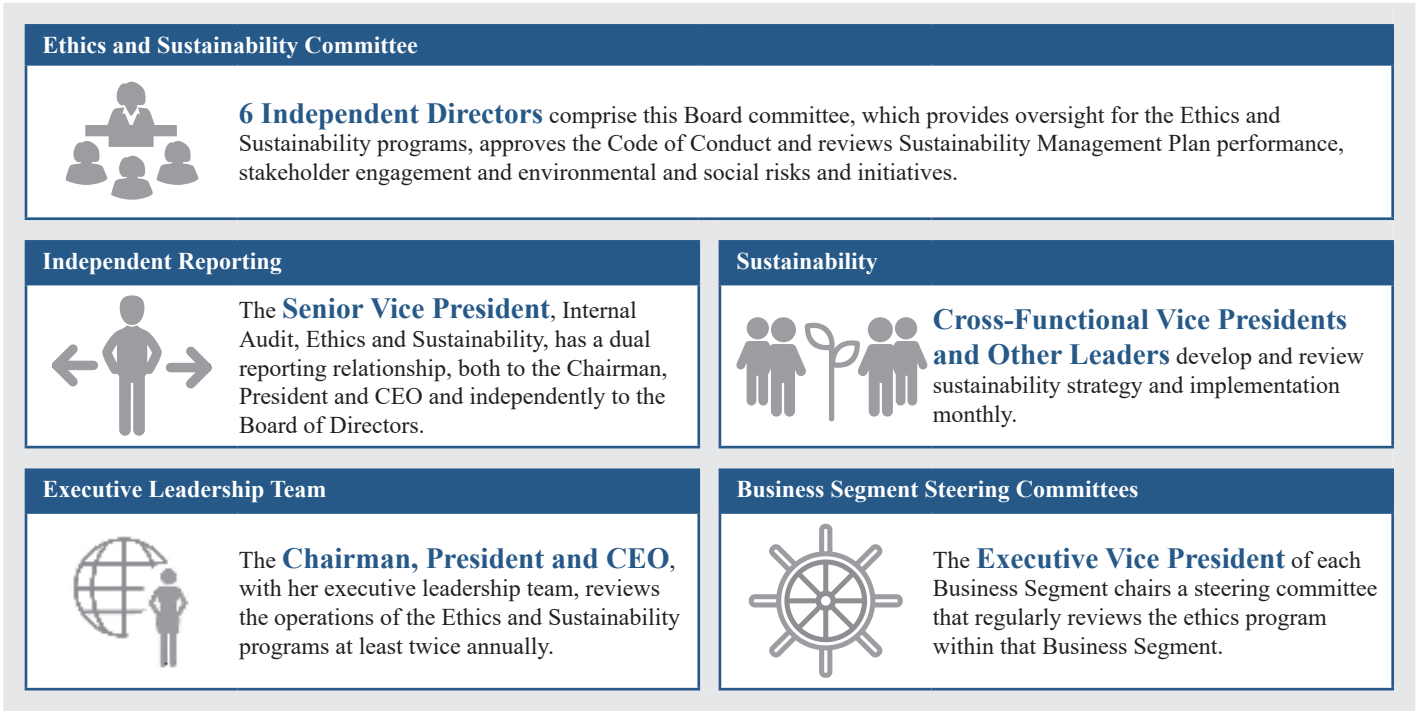 Ethics and Sustainability Committee
6 Independent Directors comprise this Board committee, which provides oversight for the Ethics and
Sustainability programs, approves the Code of Conduct and reviews Sustainability Management Plan performance,
stakeholder engagement and environmental and social risks and initiatives.
Independent Reporting
The Senior Vice President, Internal
Audit, Ethics and Sustainability, has a dual
reporting relationship, both to the Chairman,
President and CEO and independently to the
Board of Directors.
Sustainability
Cross-Functional Vice Presidents
and Other Leaders develop and review
sustainability strategy and implementation
monthly.
Executive Leadership Team
The Chairman, President and CEO,
with her executive leadership team, reviews
the operations of the Ethics and Sustainability
programs at least twice annually.
Business Segment Steering Committees
The Executive Vice President of each
Business Segment chairs a steering committee
that regularly reviews the ethics program
within that Business Segment.